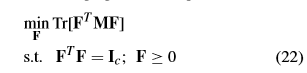 min Tr[F^T MF]
F
s.t. F^T F = I_c; F ≥ 0 (22)